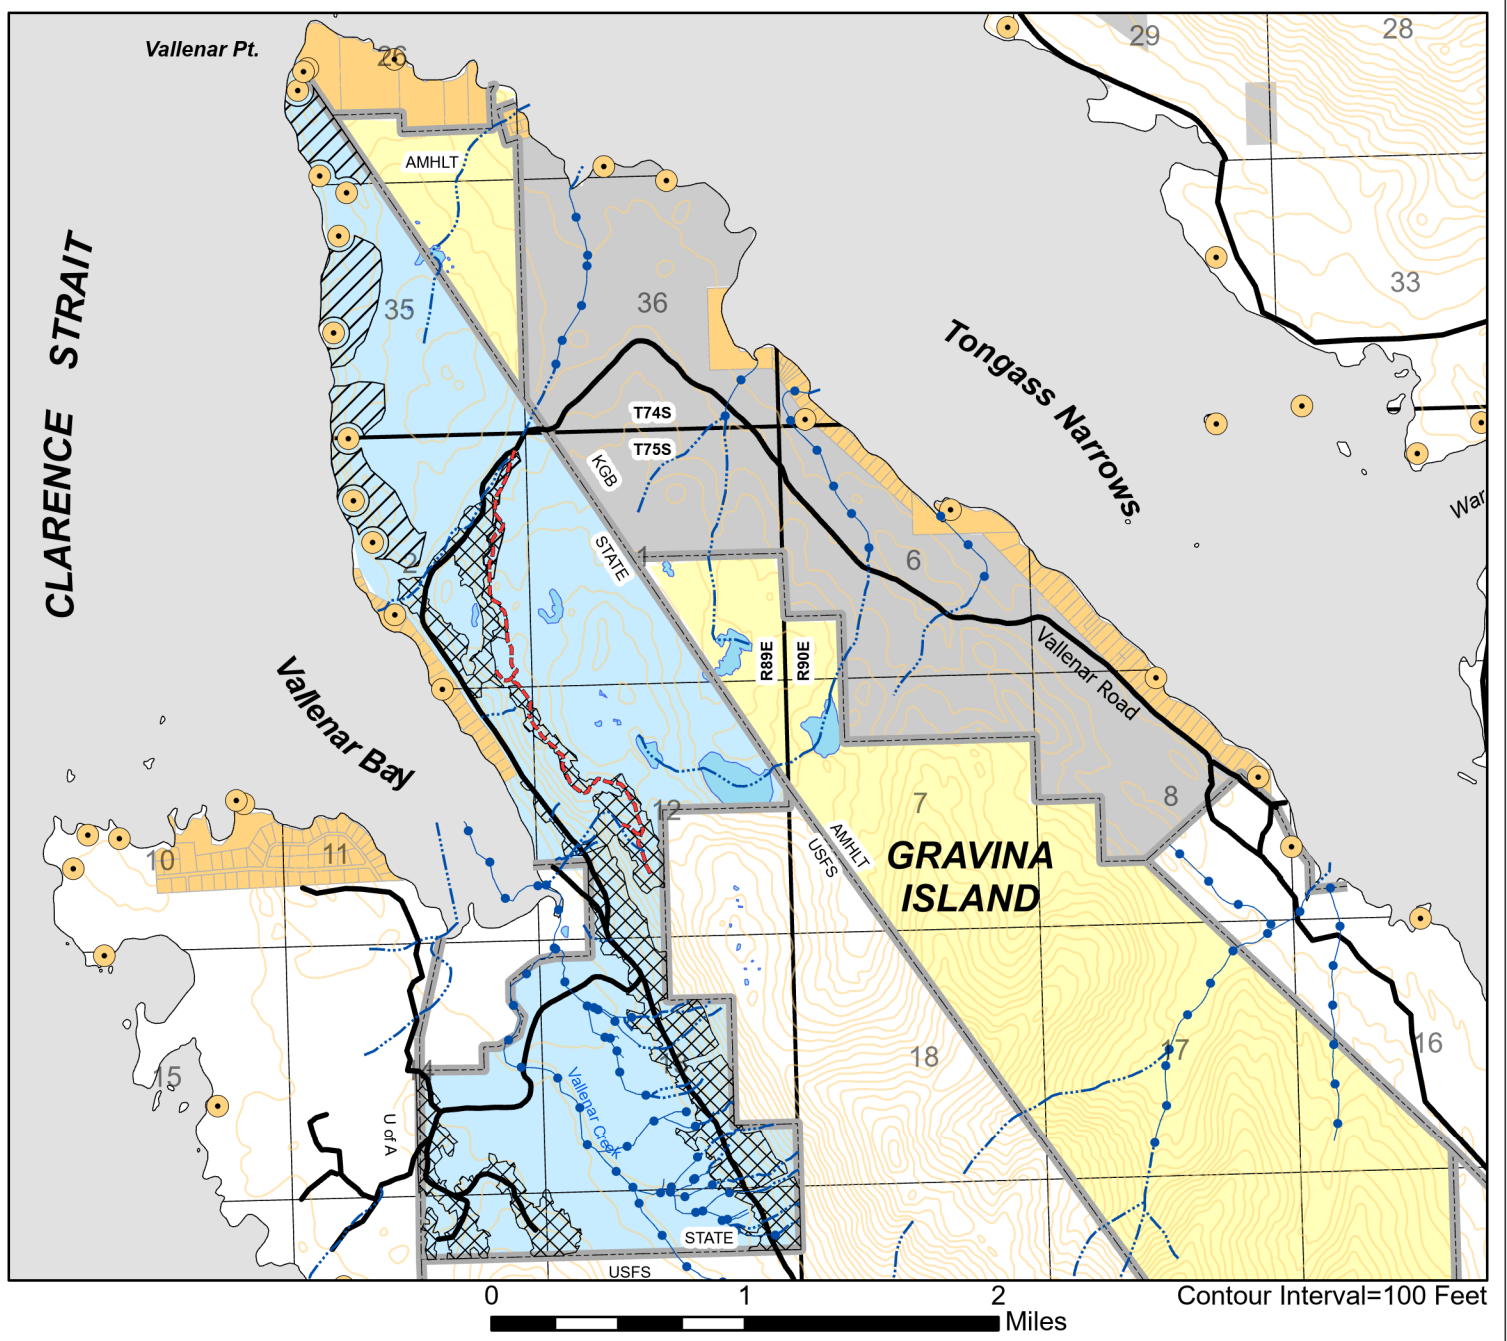 Vallenar Pt.
26
29
28
AMHLT
35
36
33
CLARENCE STRAIT
Tongass Narrows
T74S
T75S
KGB
STATE
War
1
2
6
R89E
R90E
Vallenar Road
Vallenar Bay
12
7
8
AMHLT
USFS
GRAVINA
ISLAND
10
11
15
U of A
Vallenar Creek
18
17
16
STATE
USFS
0
1
2
Miles
Contour Interval=100 Feet